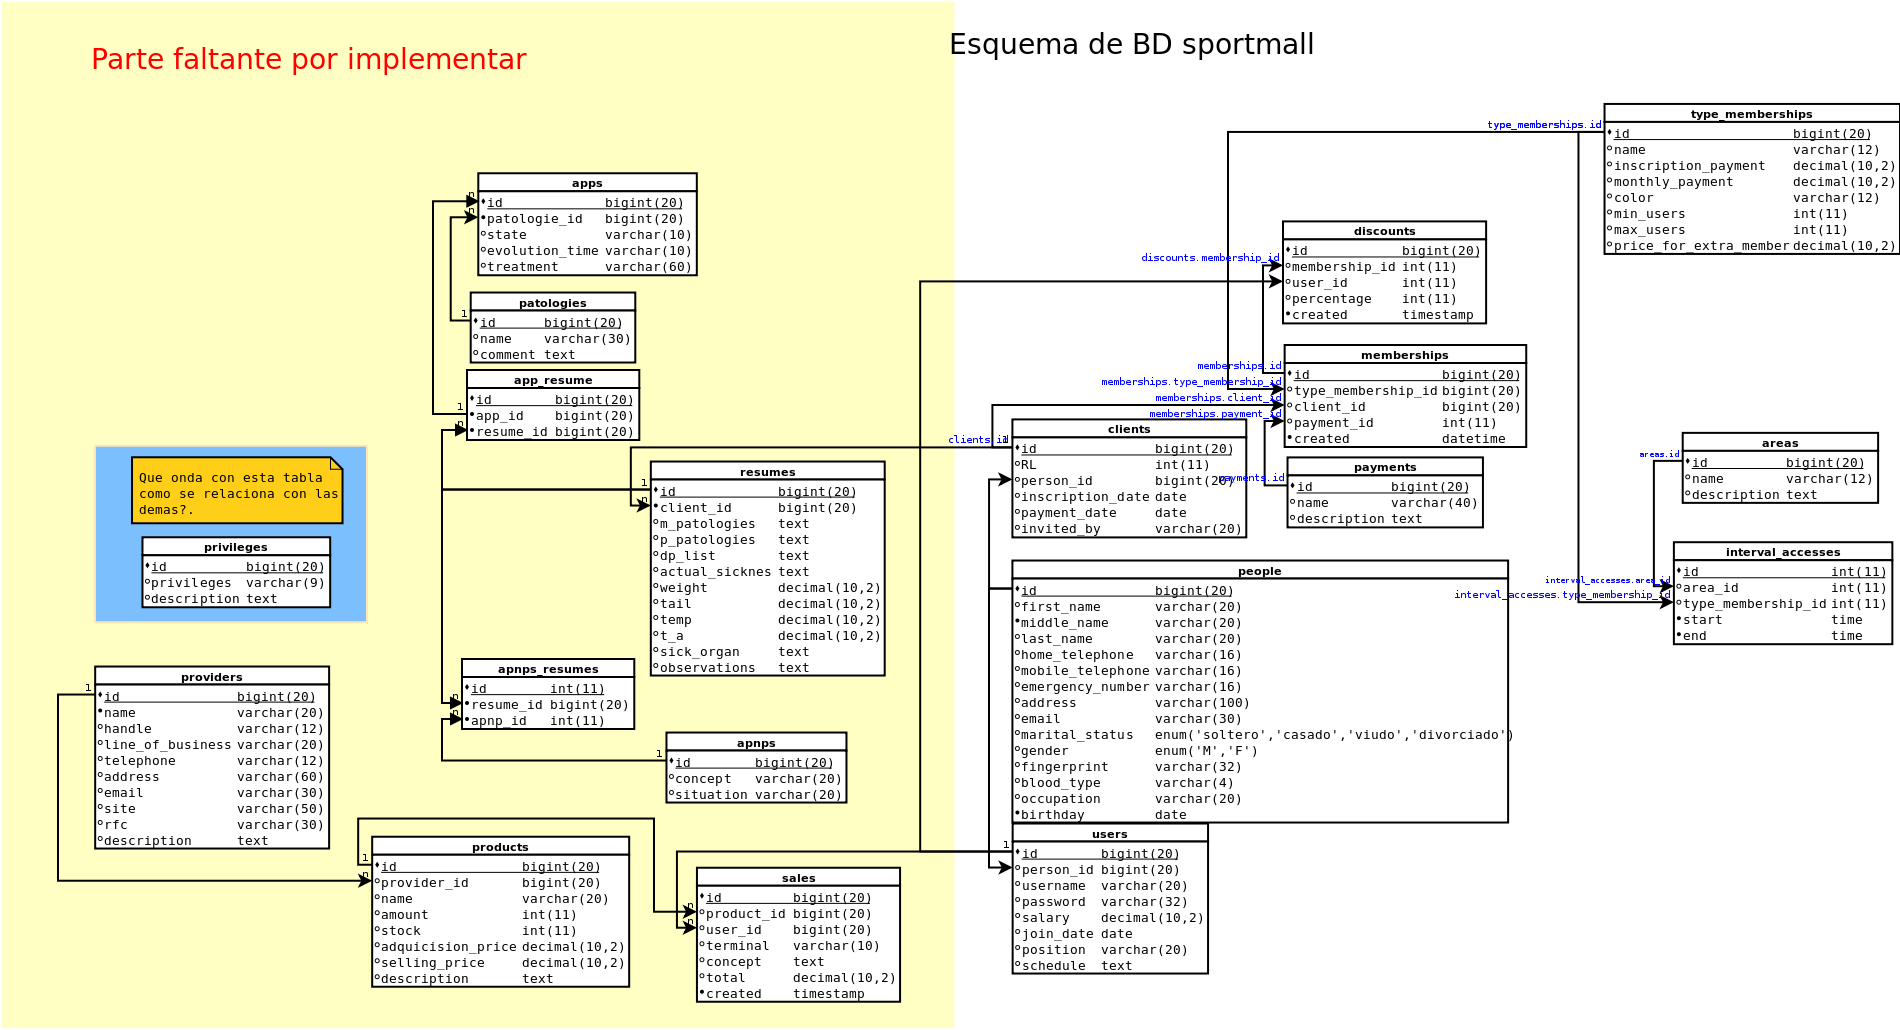 Parte faltante por implementar
Esquema de BD sportmall
apps
id bigint(20)
patologie_id bigint(20)
state varchar(10)
evolution_time varchar(10)
treatment varchar(60)
n
n
patologies
id bigint(20)
name varchar(30)
comment text
1
app_resume
id bigint(20)
app_id bigint(20)
resume_id bigint(20)
1
n
Que onda con esta tabla
como se relaciona con las
demas?.
privileges
id bigint(20)
privileges varchar(9)
description text
resumes
id bigint(20)
client_id bigint(20)
m_patologies text
p_patologies text
dp_list text
actual_sicknes text
weight decimal(10,2)
tail decimal(10,2)
temp decimal(10,2)
t_a decimal(10,2)
sick_organ text
observations text
1
n
apnps_resumes
id int(11)
resume_id bigint(20)
apnp_id int(11)
n
n
apnps
id bigint(20)
concept varchar(20)
situation varchar(20)
1
providers
id bigint(20)
name varchar(20)
handle varchar(12)
line_of_business varchar(20)
telephone varchar(12)
address varchar(60)
email varchar(30)
site varchar(50)
rfc varchar(30)
description text
1
products
id bigint(20)
provider_id bigint(20)
name varchar(20)
amount int(11)
stock int(11)
adquicision_price decimal(10,2)
selling_price decimal(10,2)
description text
1
n
sales
id bigint(20)
product_id bigint(20)
user_id bigint(20)
terminal varchar(10)
concept text
total decimal(10,2)
created timestamp
n
n
type_memberships.id
type_memberships
id bigint(20)
name varchar(12)
inscription_payment decimal(10,2)
monthly_payment decimal(10,2)
color varchar(12)
min_users int(11)
max_users int(11)
price_for_extra_member decimal(10,2)
discounts
id bigint(20)
membership_id int(11)
user_id int(11)
percentage int(11)
created timestamp
discounts.membership_id
memberships
id bigint(20)
type_membership_id bigint(20)
client_id bigint(20)
payment_id int(11)
created datetime
memberships.id
memberships.type_membership_id
memberships.client_id
memberships.payment_id
clients.id
1
clients
id bigint(20)
RL int(11)
person_id bigint(20)
inscription_date date
payment_date date
invited_by varchar(20)
payments.id
payments
id bigint(20)
name varchar(40)
description text
areas.id
areas
id bigint(20)
name varchar(12)
description text
interval_accesses
id int(11)
area_id int(11)
type_membership_id int(11)
start time
end time
interval_accesses.area_id
interval_accesses.type_membership_id
people
id bigint(20)
first_name varchar(20)
middle_name varchar(20)
last_name varchar(20)
home_telephone varchar(16)
mobile_telephone varchar(16)
emergency_number varchar(16)
address varchar(100)
email varchar(30)
marital_status enum('soltero','casado','viudo','divorciado')
gender enum('M','F')
fingerprint varchar(32)
blood_type varchar(4)
occupation varchar(20)
birthday date
users
id bigint(20)
person_id bigint(20)
username varchar(20)
password varchar(32)
salary decimal(10,2)
join_date date
position varchar(20)
schedule text
1